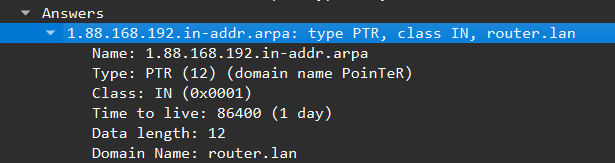 Answers
1.88.168.192.in-addr.arpa: type PTR, class IN, router.lan
Name: 1.88.168.192.in-addr.arpa
Type: PTR (12) (domain name PoinTeR)
Class: IN (0x0001)
Time to live: 86400 (1 day)
Data length: 12
Domain Name: router.lan